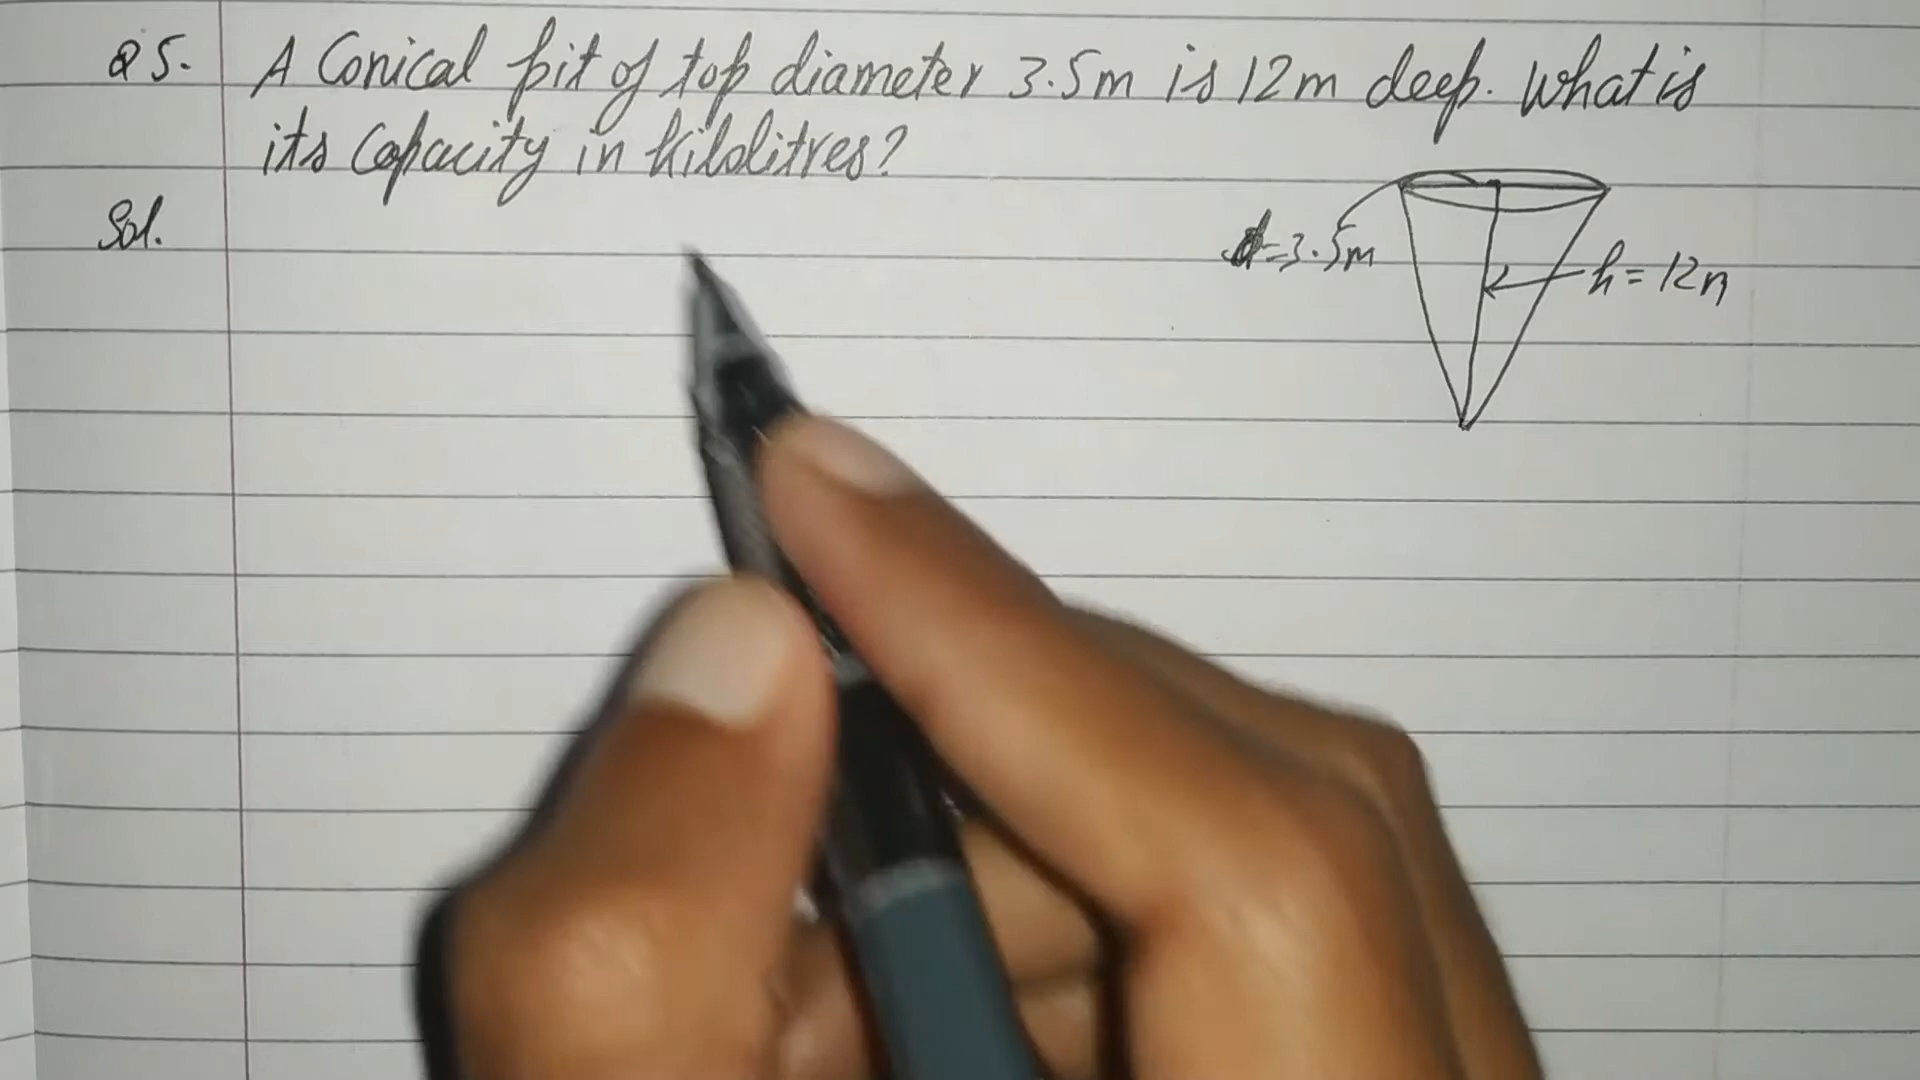 Q5. A Conical pit of top diameter 3.5m is 12m deep. What is
its Capacity in kilolitres?
Sol.
d=3.5m
h=12m